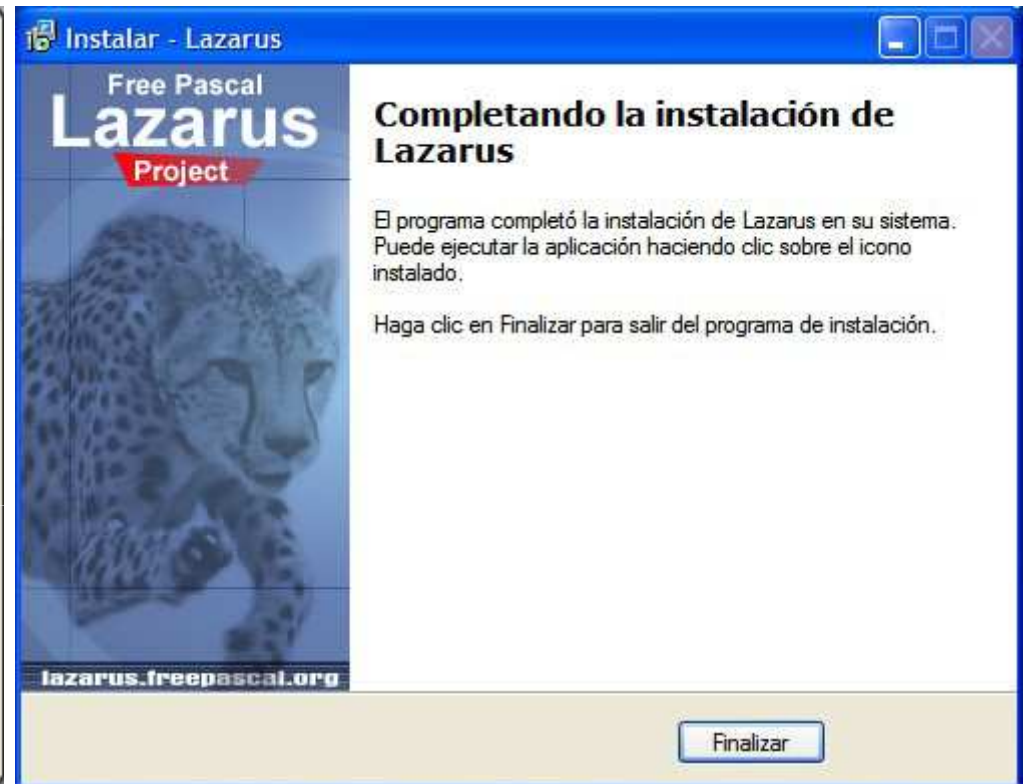 Instalar - Lazarus
Free Pascal
Lazarus
Project
Completando la instalación de
Lazarus
El programa completó la instalación de Lazarus en su sistema.
Puede ejecutar la aplicación haciendo clic sobre el icono
instalado.
Haga clic en Finalizar para salir del programa de instalación.
lazarus.freepascal.org
Finalizar